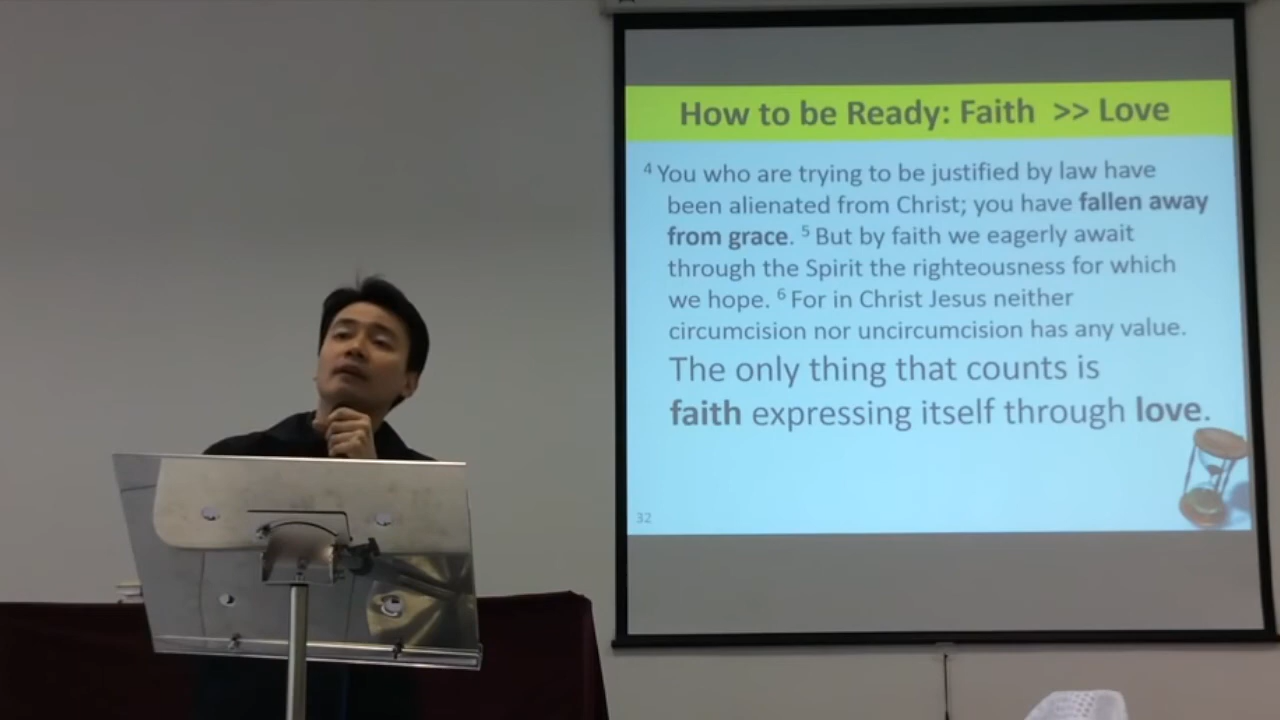 How to be Ready: Faith >> Love
4 You who are trying to be justified by law have
been alienated from Christ; you have fallen away
from grace. 5 But by faith we eagerly await
through the Spirit the righteousness for which
we hope. 6 For in Christ Jesus neither
circumcision nor uncircumcision has any value.
The only thing that counts is
faith expressing itself through love.
32